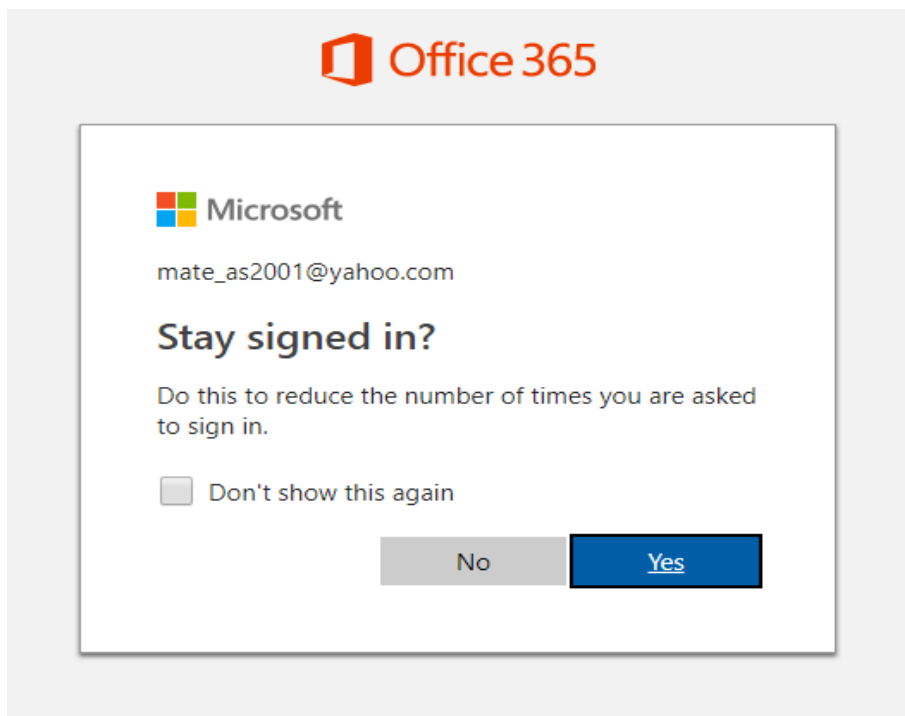 Office 365
Microsoft
mate_as2001@yahoo.com
Stay signed in?
Do this to reduce the number of times you are asked
to sign in.
Don't show this again
No
Yes